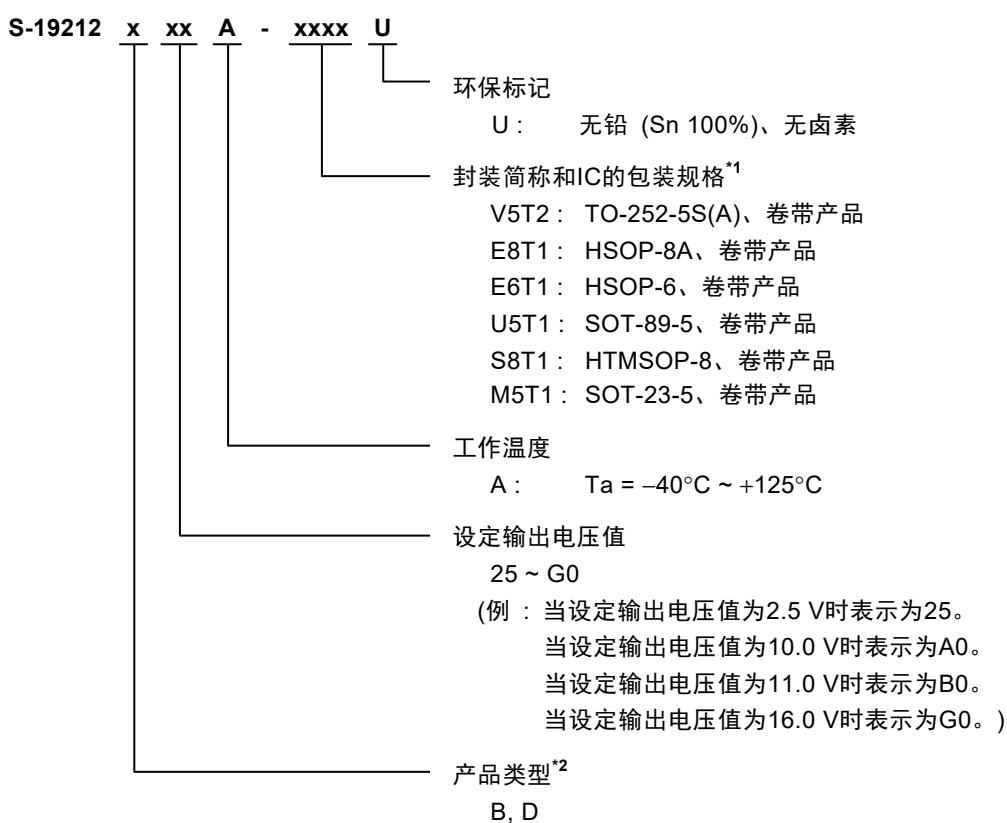 S-19212 x xx A - xxxx U
环保标记
U : 无铅 (Sn 100%)、无卤素
封装简称和IC的包装规格*1
V5T2 : TO-252-5S(A)、卷带产品
E8T1 : HSOP-8A、卷带产品
E6T1 : HSOP-6、卷带产品
U5T1 : SOT-89-5、卷带产品
S8T1 : HTMSOP-8、卷带产品
M5T1 : SOT-23-5、卷带产品
工作温度
A : Ta = −40°C ~ +125°C
设定输出电压值
25 ~ G0
(例 : 当设定输出电压值为2.5 V时表示为25。
当设定输出电压值为10.0 V时表示为A0。
当设定输出电压值为11.0 V时表示为B0。
当设定输出电压值为16.0 V时表示为G0。)
产品类型*2
B, D